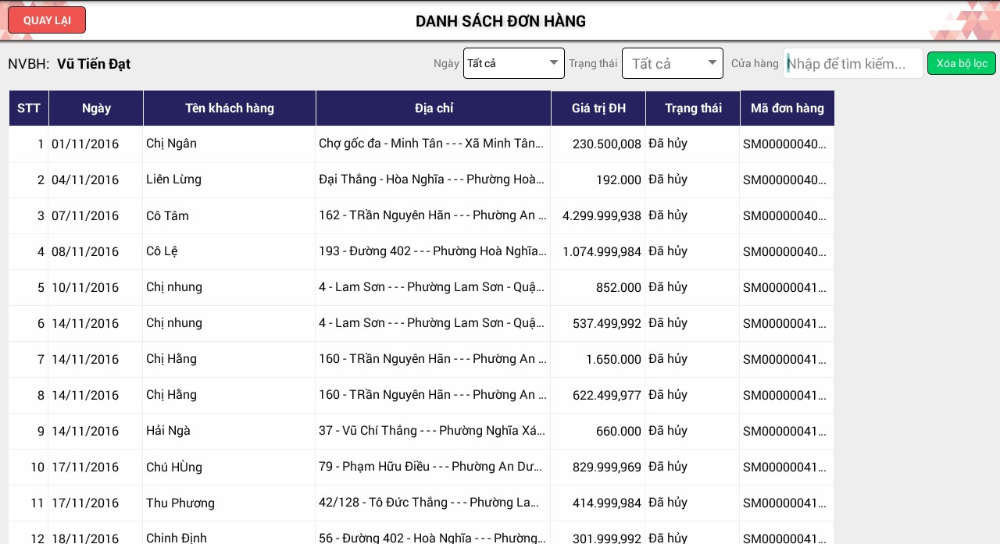 QUAY LẠI
DANH SÁCH ĐƠN HÀNG
NVBH: Vũ Tiến Đạt Ngày Tất cả Trạng thái Tất cả Cửa hàng Nhập để tìm kiếm... Xóa bộ lọc
STT Ngày Tên khách hàng Địa chỉ Giá trị ĐH Trạng thái Mã đơn hàng
1 01/11/2016 Chị Ngân Chợ gốc đa - Minh Tân - - - Xã Minh Tân... 230.500,008 Đã hủy SM00000040...
2 04/11/2016 Liên Lừng Đại Thắng - Hòa Nghĩa - - - Phường Hoà... 192.000 Đã hủy SM00000040...
3 07/11/2016 Cô Tâm 162 - TRần Nguyên Hãn - - - Phường An ... 4.299.999,938 Đã hủy SM00000040...
4 08/11/2016 Cô Lệ 193 - Đường 402 - - - Phường Hoà Nghĩa... 1.074.999,984 Đã hủy SM00000040...
5 10/11/2016 Chị nhung 4 - Lam Sơn - - - Phường Lam Sơn - Quậ... 852.000 Đã hủy SM00000041...
6 14/11/2016 Chị nhung 4 - Lam Sơn - - - Phường Lam Sơn - Quậ... 537.499,992 Đã hủy SM00000041...
7 14/11/2016 Chị Hằng 160 - TRần Nguyên Hãn - - - Phường An ... 1.650.000 Đã hủy SM00000041...
8 14/11/2016 Chị Hằng 160 - TRần Nguyên Hãn - - - Phường An ... 622.499,977 Đã hủy SM00000041...
9 14/11/2016 Hải Ngà 37 - Vũ Chí Thắng - - - Phường Nghĩa Xá... 660.000 Đã hủy SM00000041...
10 17/11/2016 Chú HÙng 79 - Phạm Hữu Điều - - - Phường An Dư... 829.999,969 Đã hủy SM00000041...
11 17/11/2016 Thu Phương 42/128 - Tô Đức Thắng - - - Phường La... 414.999,984 Đã hủy SM00000041...
12 18/11/2016 Chinh Định 56 - Đường 402 - Hoà Nghĩa - - - Phường... 301.999,992 Đã hủy SM00000041...